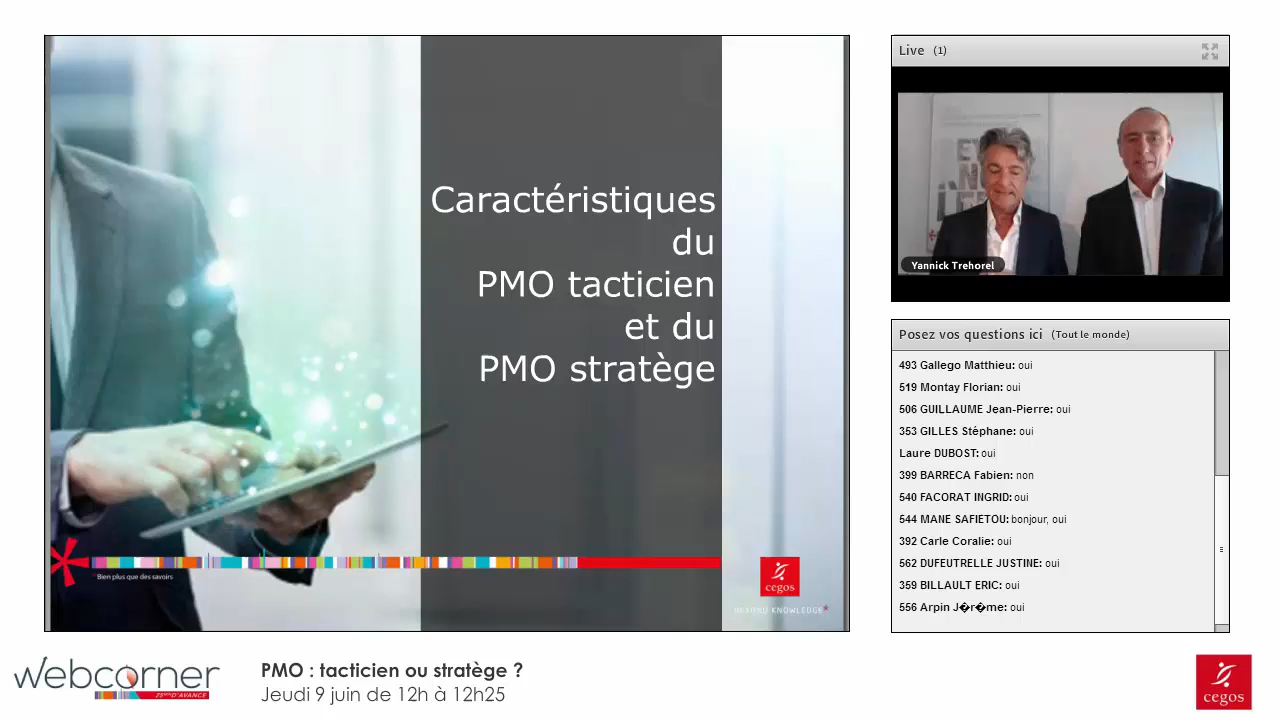 Caractéristiques
du
PMO tacticien
et du
PMO stratège
* Bien plus que des savoirs
cegos
BEYOND KNOWLEDGE*
Live (1)
Yannick Trehorel
Posez vos questions ici (Tout le monde)
493 Gallego Matthieu: oui
519 Montay Florian: oui
506 GUILLAUME Jean-Pierre: oui
353 GILLES Stéphane: oui
Laure DUBOST: oui
399 BARRECA Fabien: non
540 FACORAT INGRID: oui
544 MANE SAFIETOU: bonjour, oui
392 Carle Coralie: oui
562 DUFEUTRELLE JUSTINE: oui
359 BILLAULT ERIC: oui
556 Arpin J�r�me: oui
webcorner
D'AVANCE
PMO : tacticien ou stratège ?
Jeudi 9 juin de 12h à 12h25
cegos